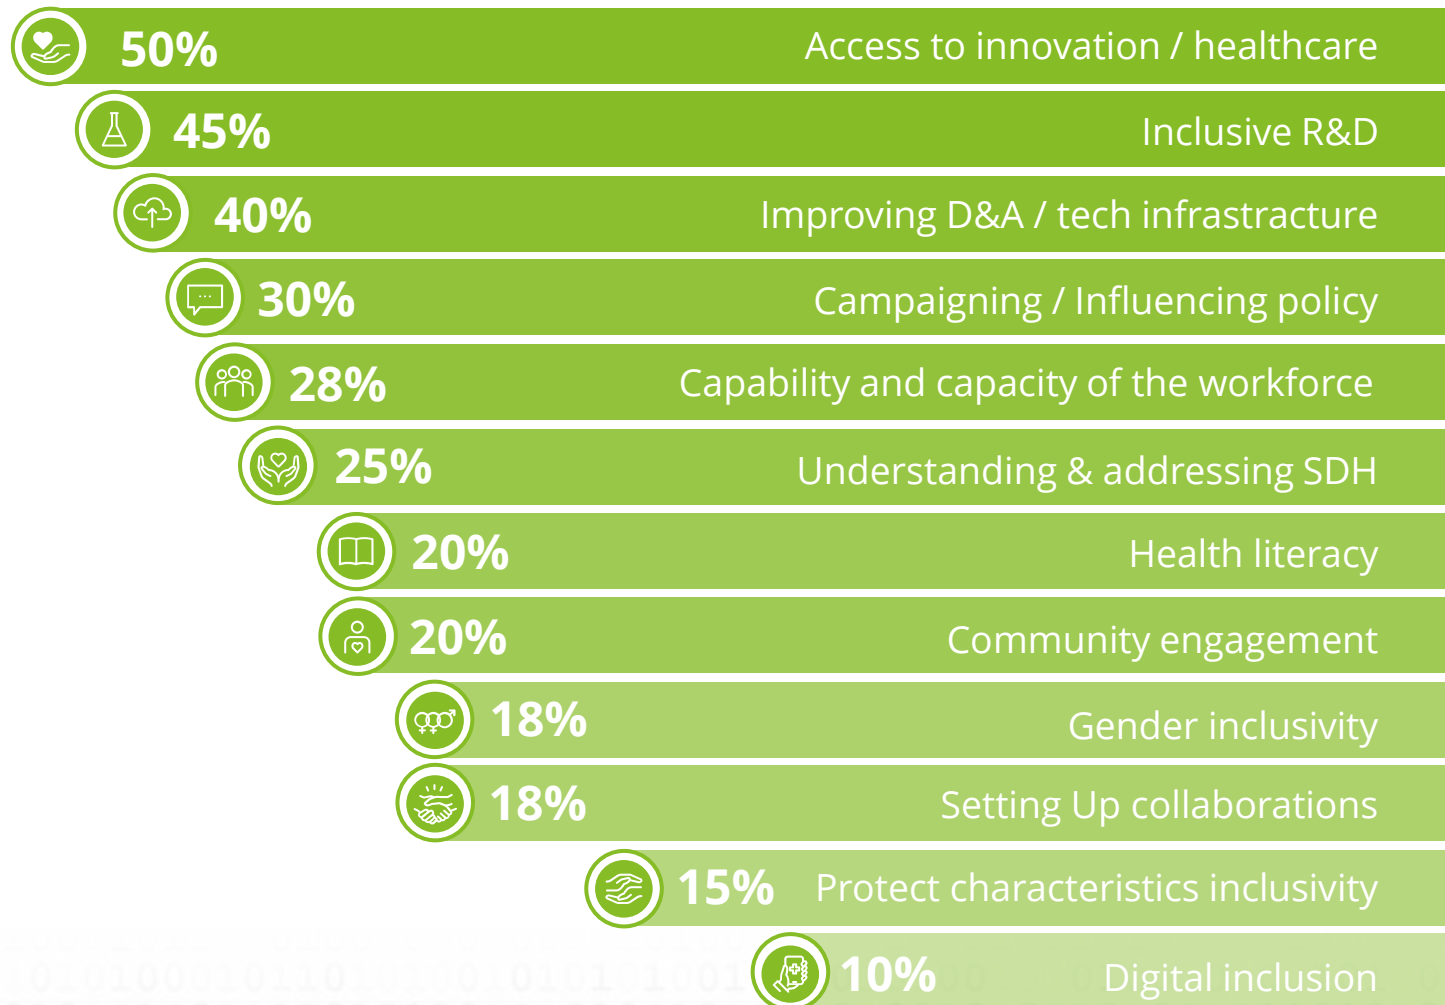 50% Access to innovation / healthcare
45% Inclusive R&D
40% Improving D&A / tech infrastracture
30% Campaigning / Influencing policy
28% Capability and capacity of the workforce
25% Understanding & addressing SDH
20% Health literacy
20% Community engagement
18% Gender inclusivity
18% Setting Up collaborations
15% Protect characteristics inclusivity
10% Digital inclusion